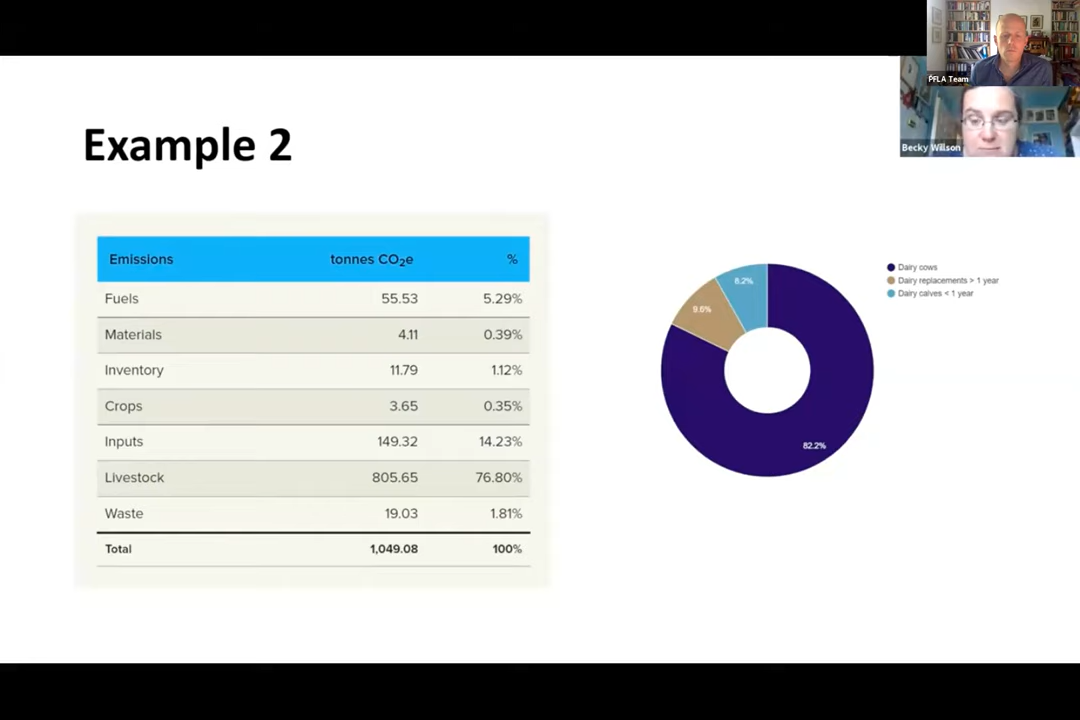 PFLA Team
Becky Willson
Example 2
Emissions tonnes CO2e %
Fuels 55.53 5.29%
Materials 4.11 0.39%
Inventory 11.79 1.12%
Crops 3.65 0.35%
Inputs 149.32 14.23%
Livestock 805.65 76.80%
Waste 19.03 1.81%
Total 1,049.08 100%
8.2%
9.6%
82.2%
Dairy cows
Dairy replacements > 1 year
Dairy calves < 1 year